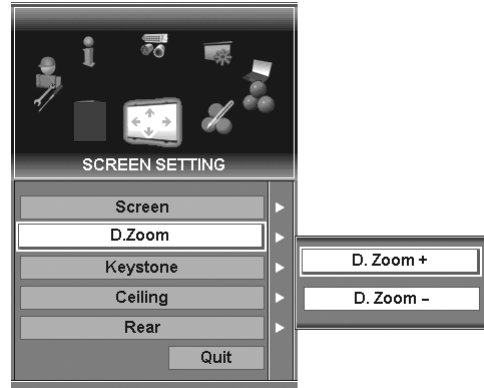 SCREEN SETTING
Screen
D.Zoom
Keystone
Ceiling
Rear
Quit
D. Zoom +
D. Zoom –